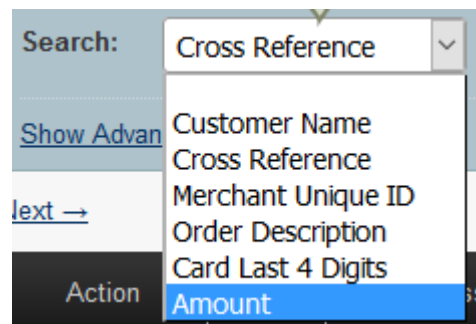 Search: Cross Reference
Customer Name
Show Advan Cross Reference
Next → Merchant Unique ID
Order Description
Card Last 4 Digits
Action Amount